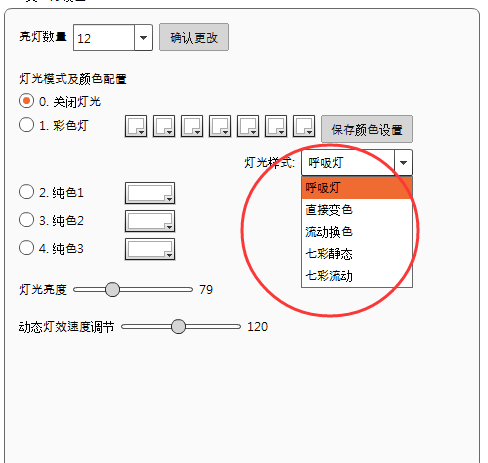 亮灯数量 12 确认更改
灯光模式及颜色配置
0. 关闭灯光
1. 彩色灯 保存颜色设置
灯光样式: 呼吸灯
呼吸灯
直接变色
流动换色
七彩静态
七彩流动
2. 纯色1
3. 纯色2
4. 纯色3
灯光亮度 79
动态灯效速度调节 120